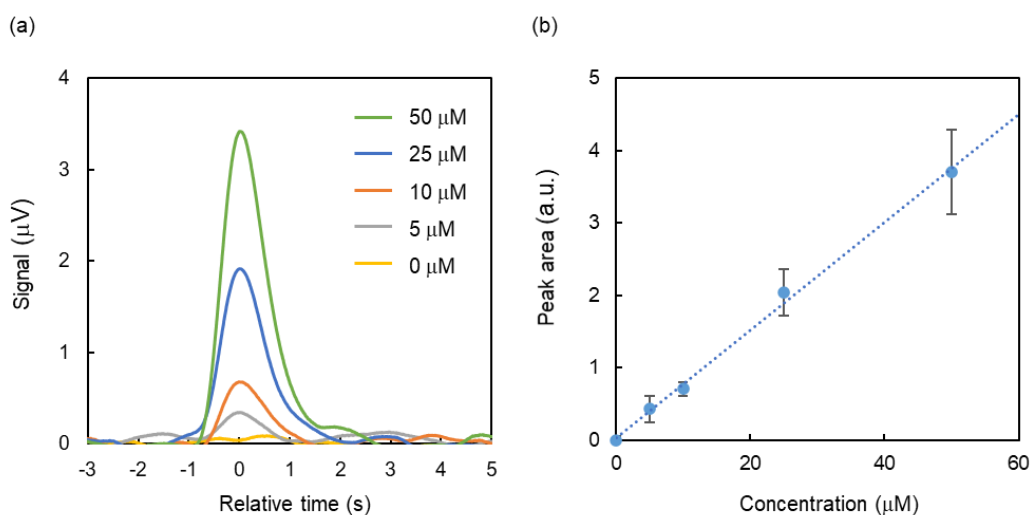 (a)
4
3
2
1
0
Signal (μV)
50 μM
25 μM
10 μM
5 μM
0 μM
-3 -2 -1 0 1 2 3 4 5
Relative time (s)
(b)
5
4
3
2
1
0
Peak area (a.u.)
0 20 40 60
Concentration (μM)